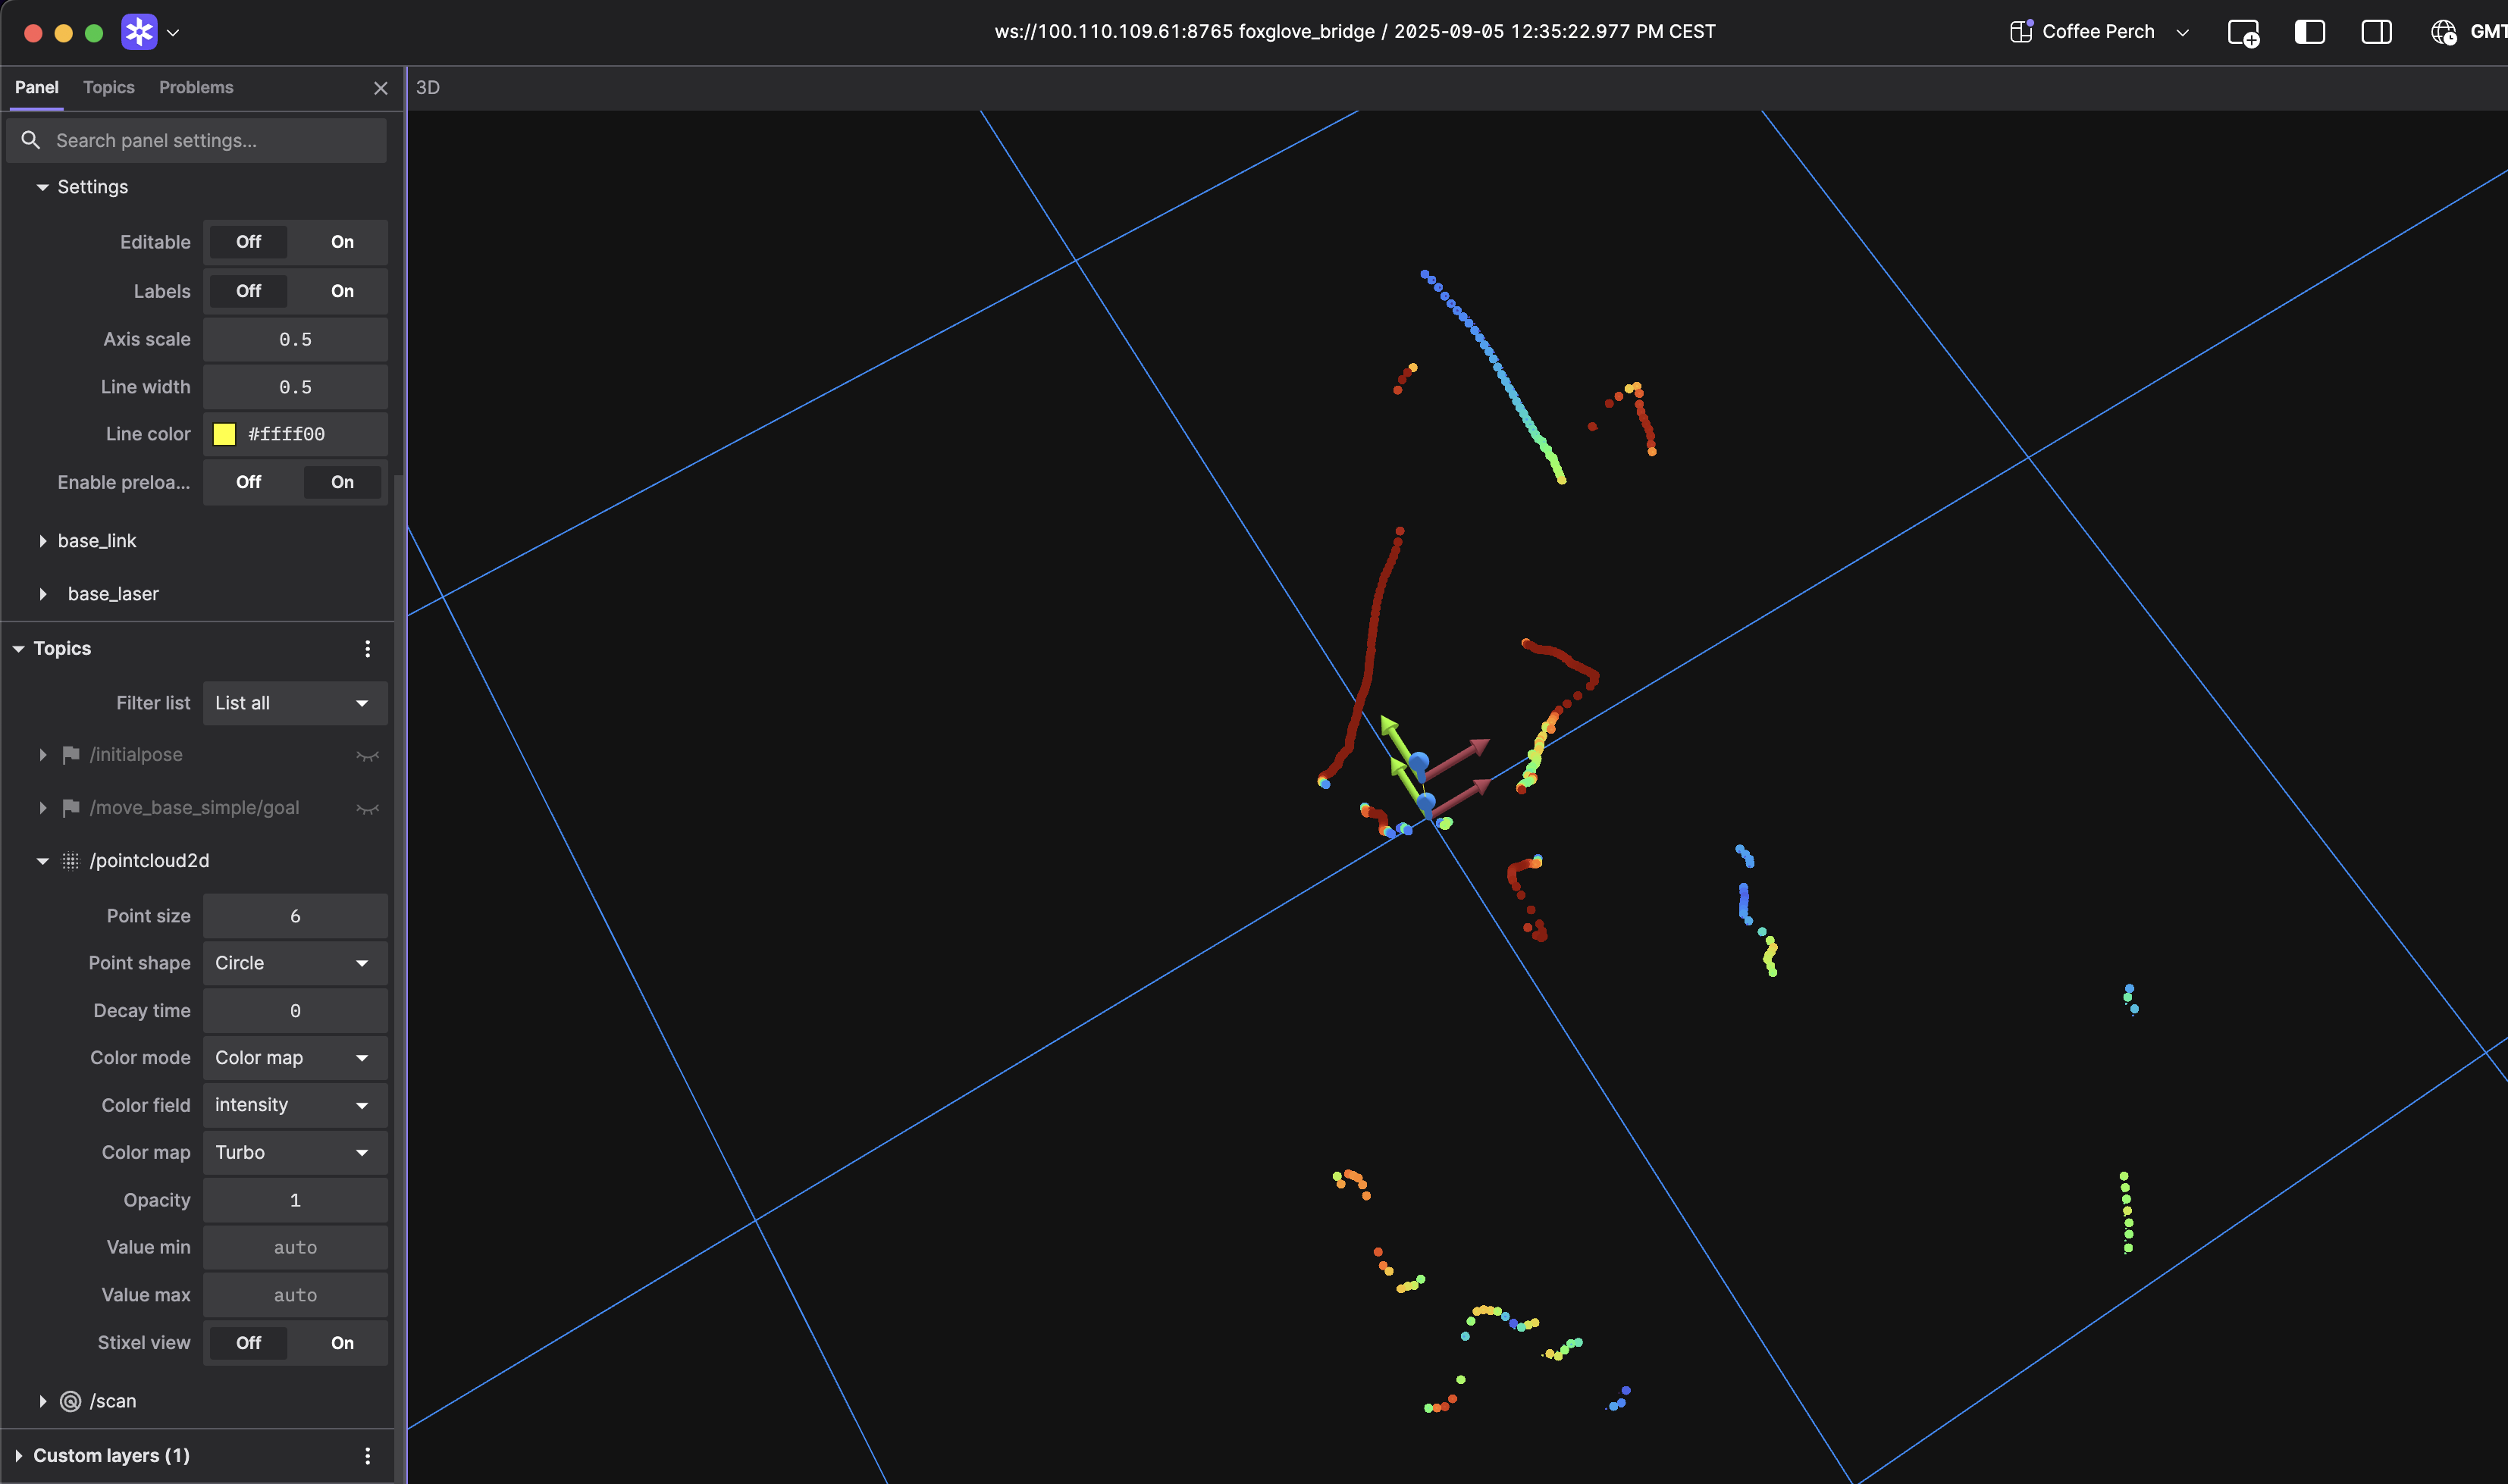 ws://100.110.109.61:8765 foxglove_bridge / 2025-09-05 12:35:22.977 PM CEST
Coffee Perch
GMT
Panel Topics Problems
3D
Search panel settings...
Settings
Editable Off On
Labels Off On
Axis scale 0.5
Line width 0.5
Line color #ffff00
Enable preloa... Off On
base_link
base_laser
Topics
Filter list List all
/initialpose
/move_base_simple/goal
/pointcloud2d
Point size 6
Point shape Circle
Decay time 0
Color mode Color map
Color field intensity
Color map Turbo
Opacity 1
Value min auto
Value max auto
Stixel view Off On
/scan
Custom layers (1)